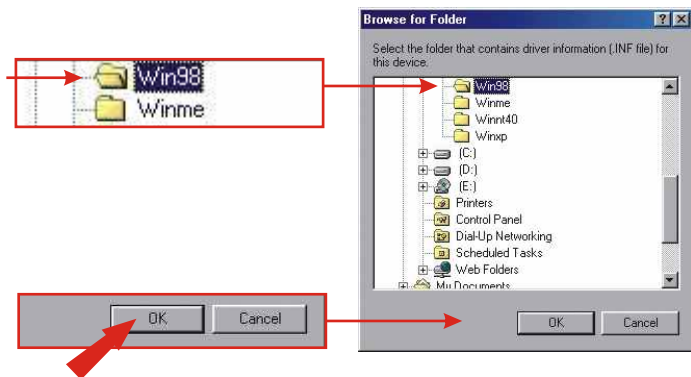 Win98
Winme
OK
Cancel
Browse for Folder
Select the folder that contains driver information (.INF file) for
this device.
Win98
Winme
Winnt40
Winxp
(C:)
(D:)
(E:)
Printers
Control Panel
Dial-Up Networking
Scheduled Tasks
Web Folders
My Documents
OK
Cancel